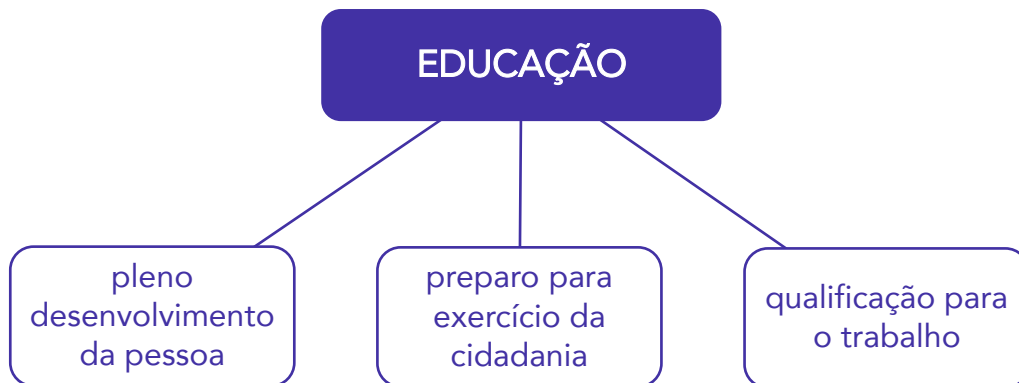 EDUCAÇÃO
pleno
desenvolvimento
da pessoa
preparo para
exercício da
cidadania
qualificação para
o trabalho